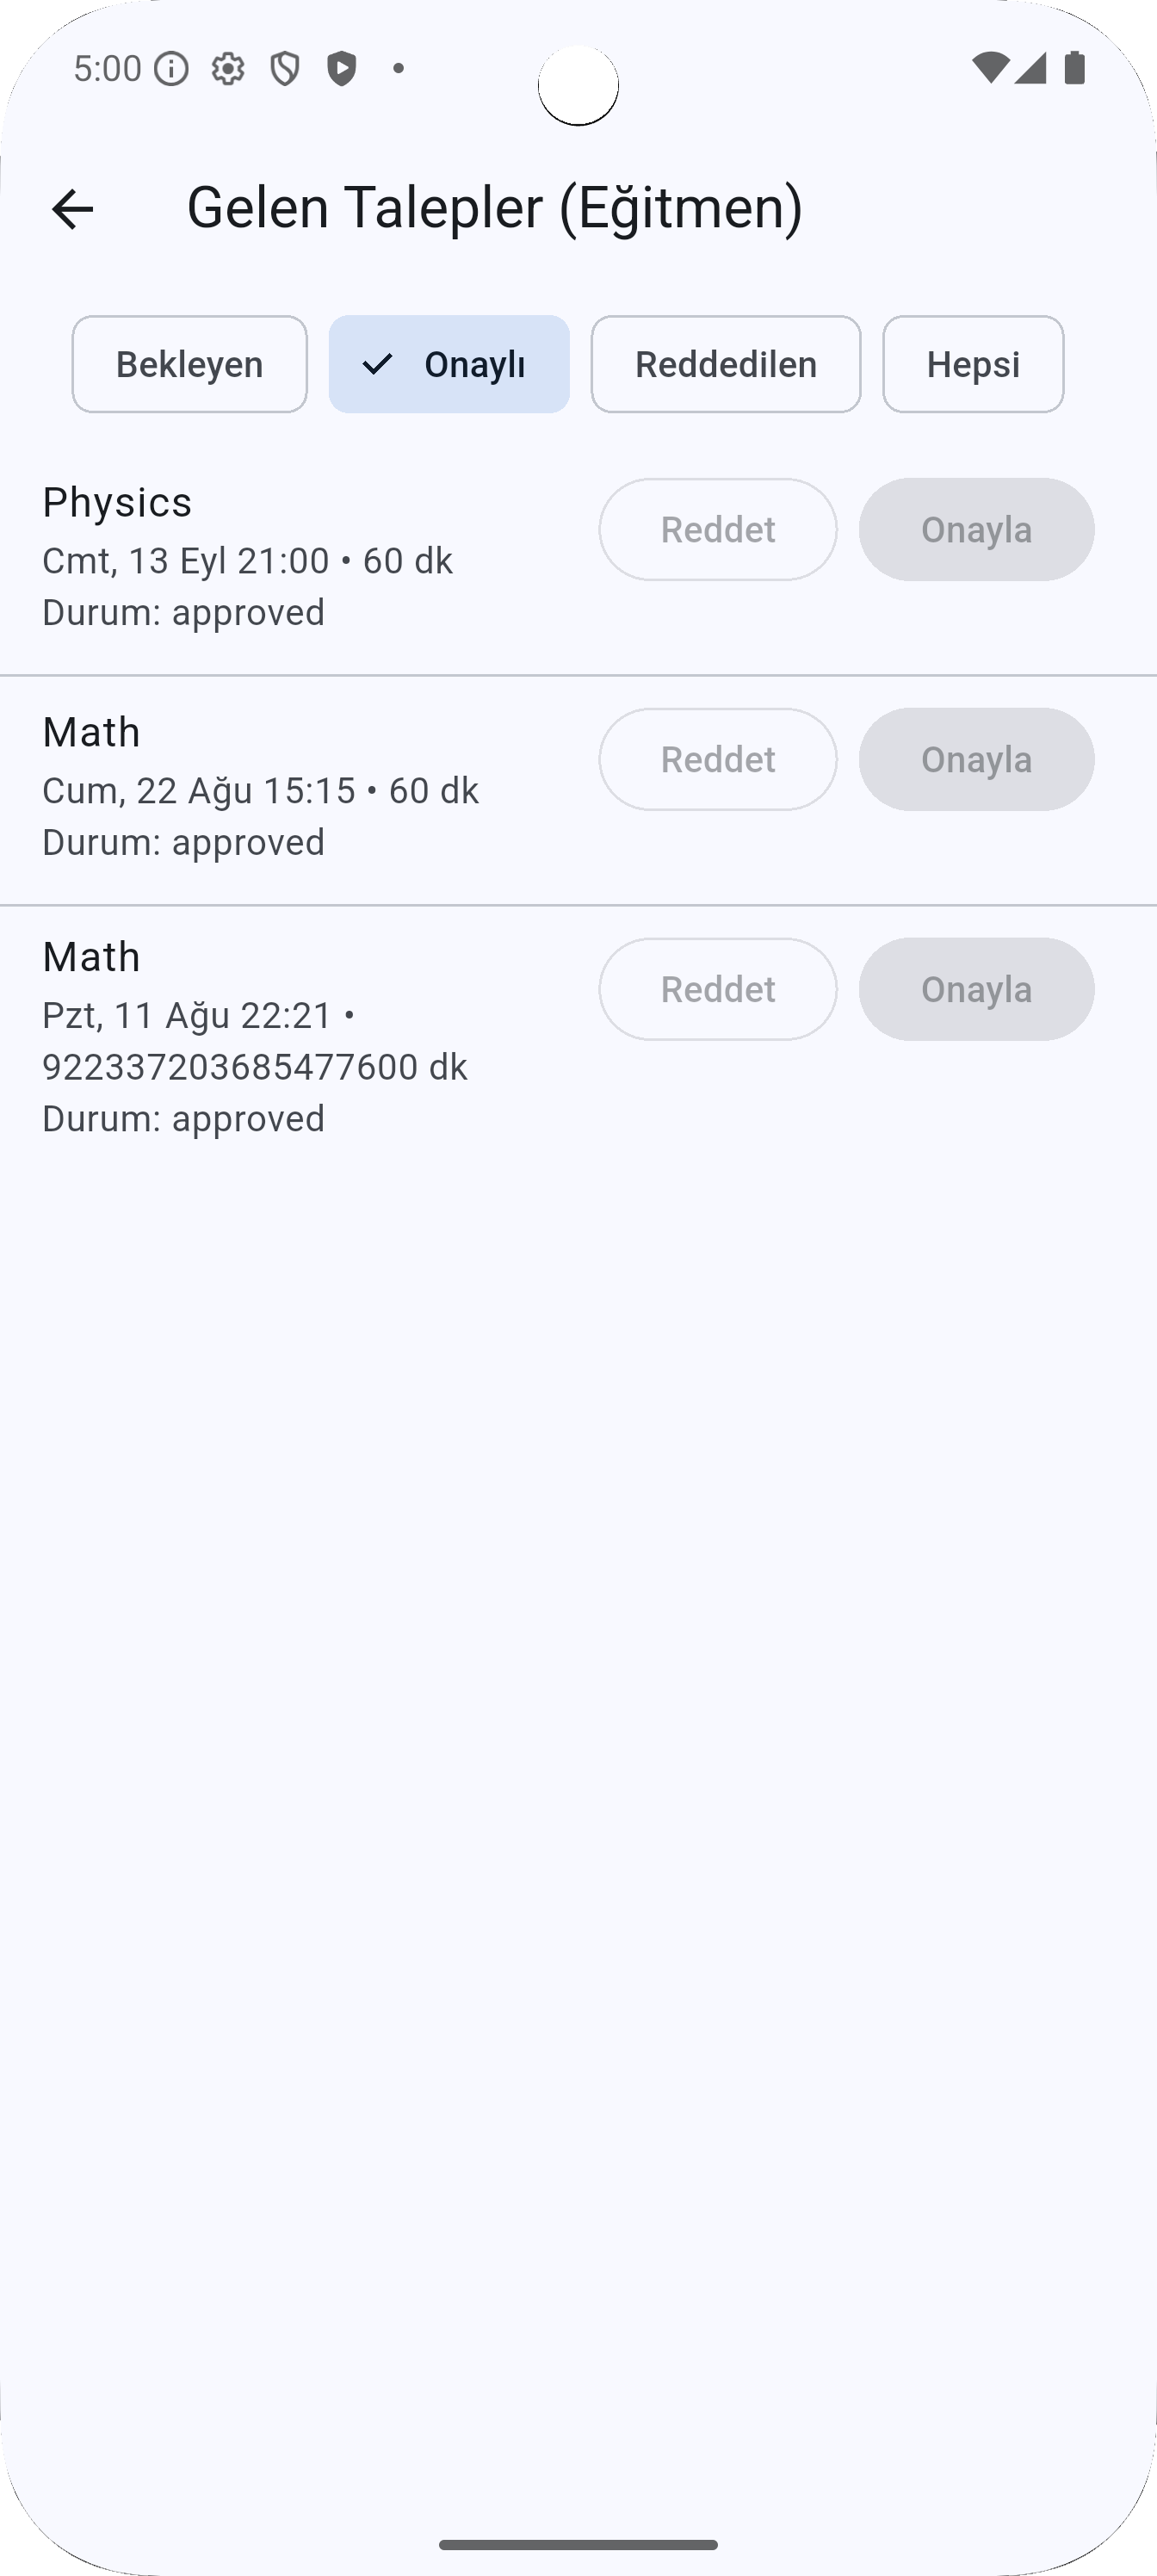 5:00
Gelen Talepler (Eğitmen)
Bekleyen Onaylı Reddedilen Hepsi
Physics
Cmt, 13 Eyl 21:00 • 60 dk
Durum: approved
Reddet Onayla
Math
Cum, 22 Ağu 15:15 • 60 dk
Durum: approved
Reddet Onayla
Math
Pzt, 11 Ağu 22:21 •
922337203685477600 dk
Durum: approved
Reddet Onayla